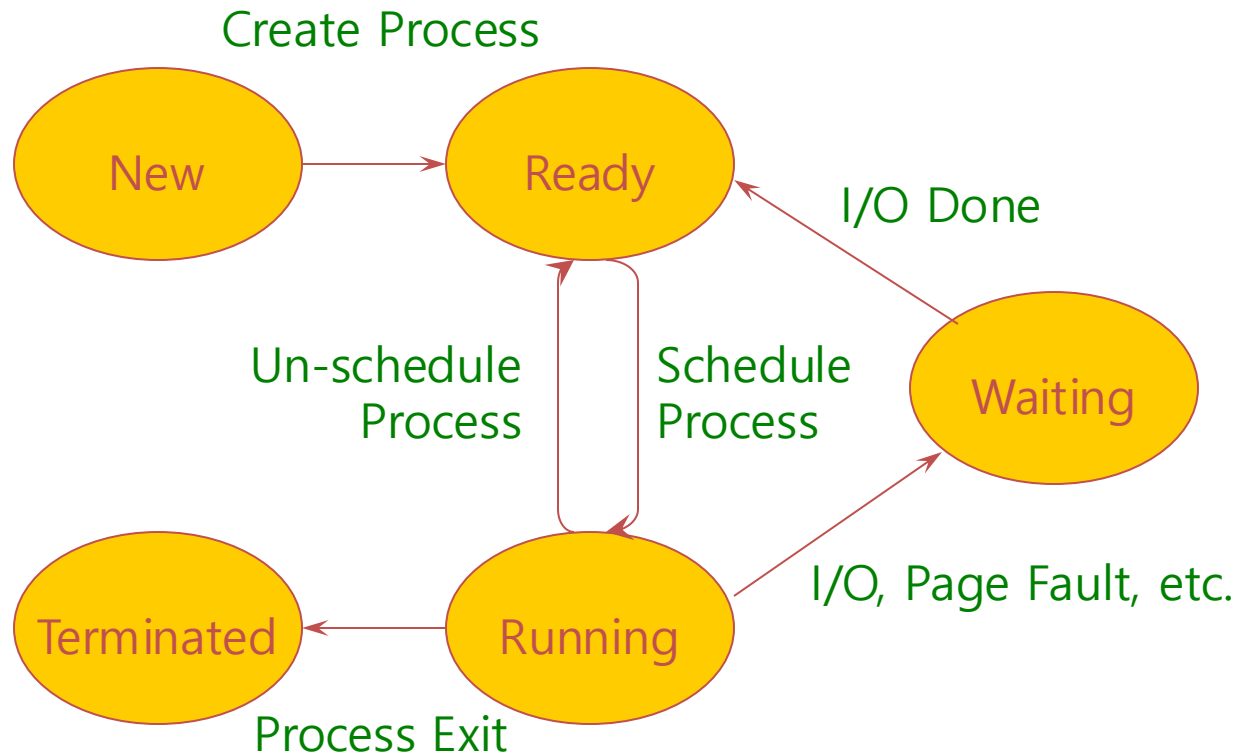 Create Process
New
Ready
I/O Done
Un-schedule
Process
Schedule
Process
Waiting
I/O, Page Fault, etc.
Terminated
Running
Process Exit